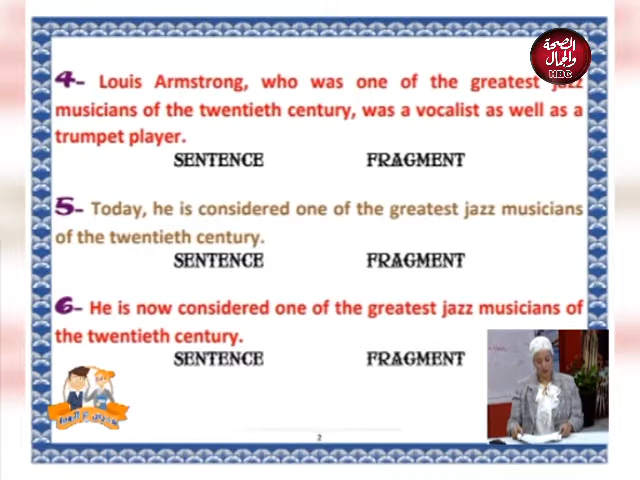 الصحة
والجمال
HBC
4- Louis Armstrong, who was one of the greatest jazz
musicians of the twentieth century, was a vocalist as well as a
trumpet player.
SENTENCE FRAGMENT
5- Today, he is considered one of the greatest jazz musicians
of the twentieth century.
SENTENCE FRAGMENT
6- He is now considered one of the greatest jazz musicians of
the twentieth century.
SENTENCE FRAGMENT
2